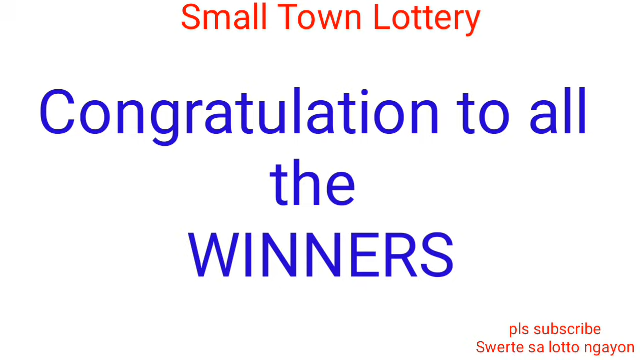 Small Town Lottery
Congratulation to all
the
WINNERS
pls subscribe
Swerte sa lotto ngayon